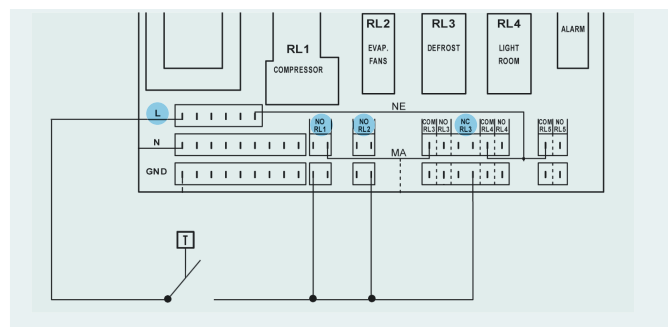 RL1
COMPRESSOR
RL2
EVAP.
FANS
RL3
DEFROST
RL4
LIGHT
ROOM
ALARM
L
NE
NO
RL1
NO
RL2
COM
RL3
NO
RL3
NC
RL3
COM
RL4
NO
RL4
COM
RL5
NO
RL5
N
MA
GND
T